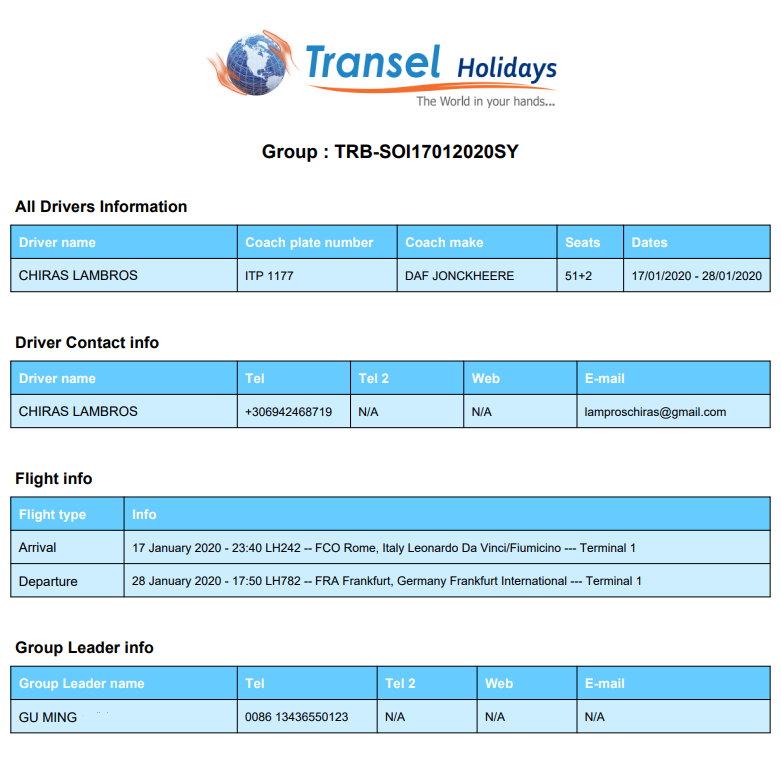 Transel Holidays
The World in your hands...
Group : TRB-SOI17012020SY
All Drivers Information
Driver name Coach plate number Coach make Seats Dates
CHIRAS LAMBROS ITP 1177 DAF JONCKHEERE 51+2 17/01/2020 - 28/01/2020
Driver Contact info
Driver name Tel Tel 2 Web E-mail
CHIRAS LAMBROS +306942468719 N/A N/A lamproschiras@gmail.com
Flight info
Flight type Info
Arrival 17 January 2020 - 23:40 LH242 -- FCO Rome, Italy Leonardo Da Vinci/Fiumicino --- Terminal 1
Departure 28 January 2020 - 17:50 LH782 -- FRA Frankfurt, Germany Frankfurt International --- Terminal 1
Group Leader info
Group Leader name Tel Tel 2 Web E-mail
GU MING 0086 13436550123 N/A N/A N/A